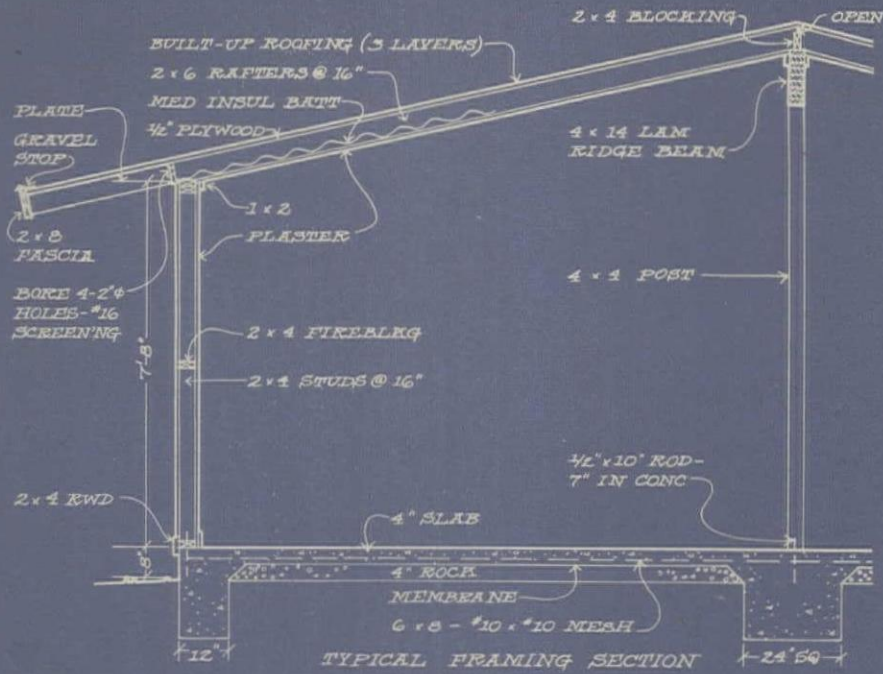 2 x 4 BLOCKING
OPEN
BUILT-UP ROOFING (3 LAYERS)
2 x 6 RAFTERS @ 16"
MED INSUL BATT
1/2" PLYWOOD
PLATE
GRAVEL
STOP
4 x 14 LAM
RIDGE BEAM
1 x 2
PLASTER
2 x 8
FASCIA
4 x 4 POST
BORE 4-2"φ
HOLES-#16
SCREEN'NG
7'-8"
2 x 4 FIREBLKG
2 x 4 STUDS @ 16"
1/2" x 10" ROD-
7" IN CONC
2 x 4 RWD
4" SLAB
8"
4" ROCK
MEMBRANE
6 x 8 - #10 x #10 MESH
12"
TYPICAL FRAMING SECTION
24" SQ